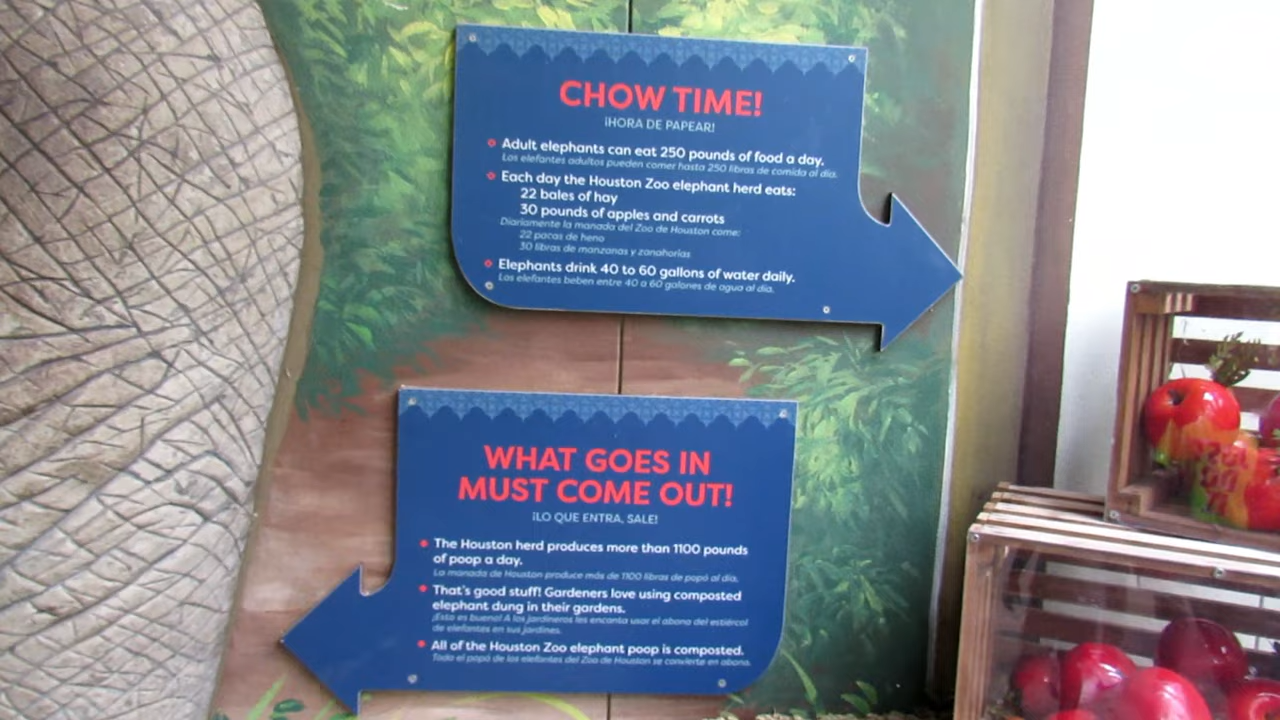 CHOW TIME!
¡HORA DE PAPEAR!
Adult elephants can eat 250 pounds of food a day.
Los elefantes adultos pueden comer hasta 250 libras de comida al día.
Each day the Houston Zoo elephant herd eats:
22 bales of hay
30 pounds of apples and carrots
Diariamente la manada del Zoo de Houston come:
22 pacas de heno
30 libras de manzanas y zanahorias
Elephants drink 40 to 60 gallons of water daily.
Los elefantes beben entre 40 a 60 galones de agua al día.
WHAT GOES IN
MUST COME OUT!
¡LO QUE ENTRA, SALE!
The Houston herd produces more than 1100 pounds
of poop a day.
La manada de Houston produce más de 1100 libras de popó al día.
That's good stuff! Gardeners love using composted
elephant dung in their gardens.
¡Esto es bueno! A los jardineros les encanta usar el abono del estiércol
de elefantes en sus jardines.
All of the Houston Zoo elephant poop is composted.
Todo el popó de los elefantes del Zoo de Houston se convierte en abono.